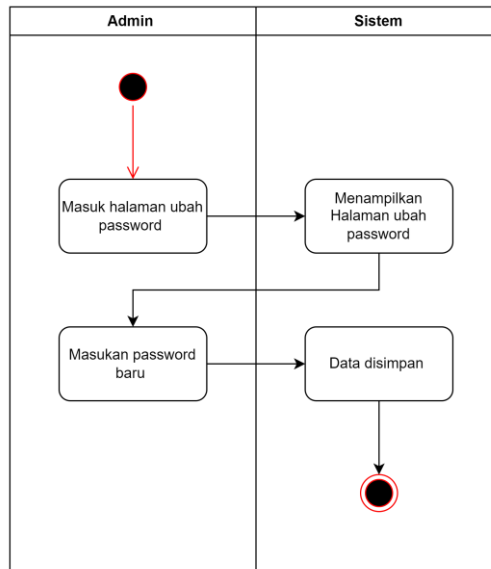 Admin
Sistem
Masuk halaman ubah
password
Menampilkan
Halaman ubah
password
Masukan password
baru
Data disimpan